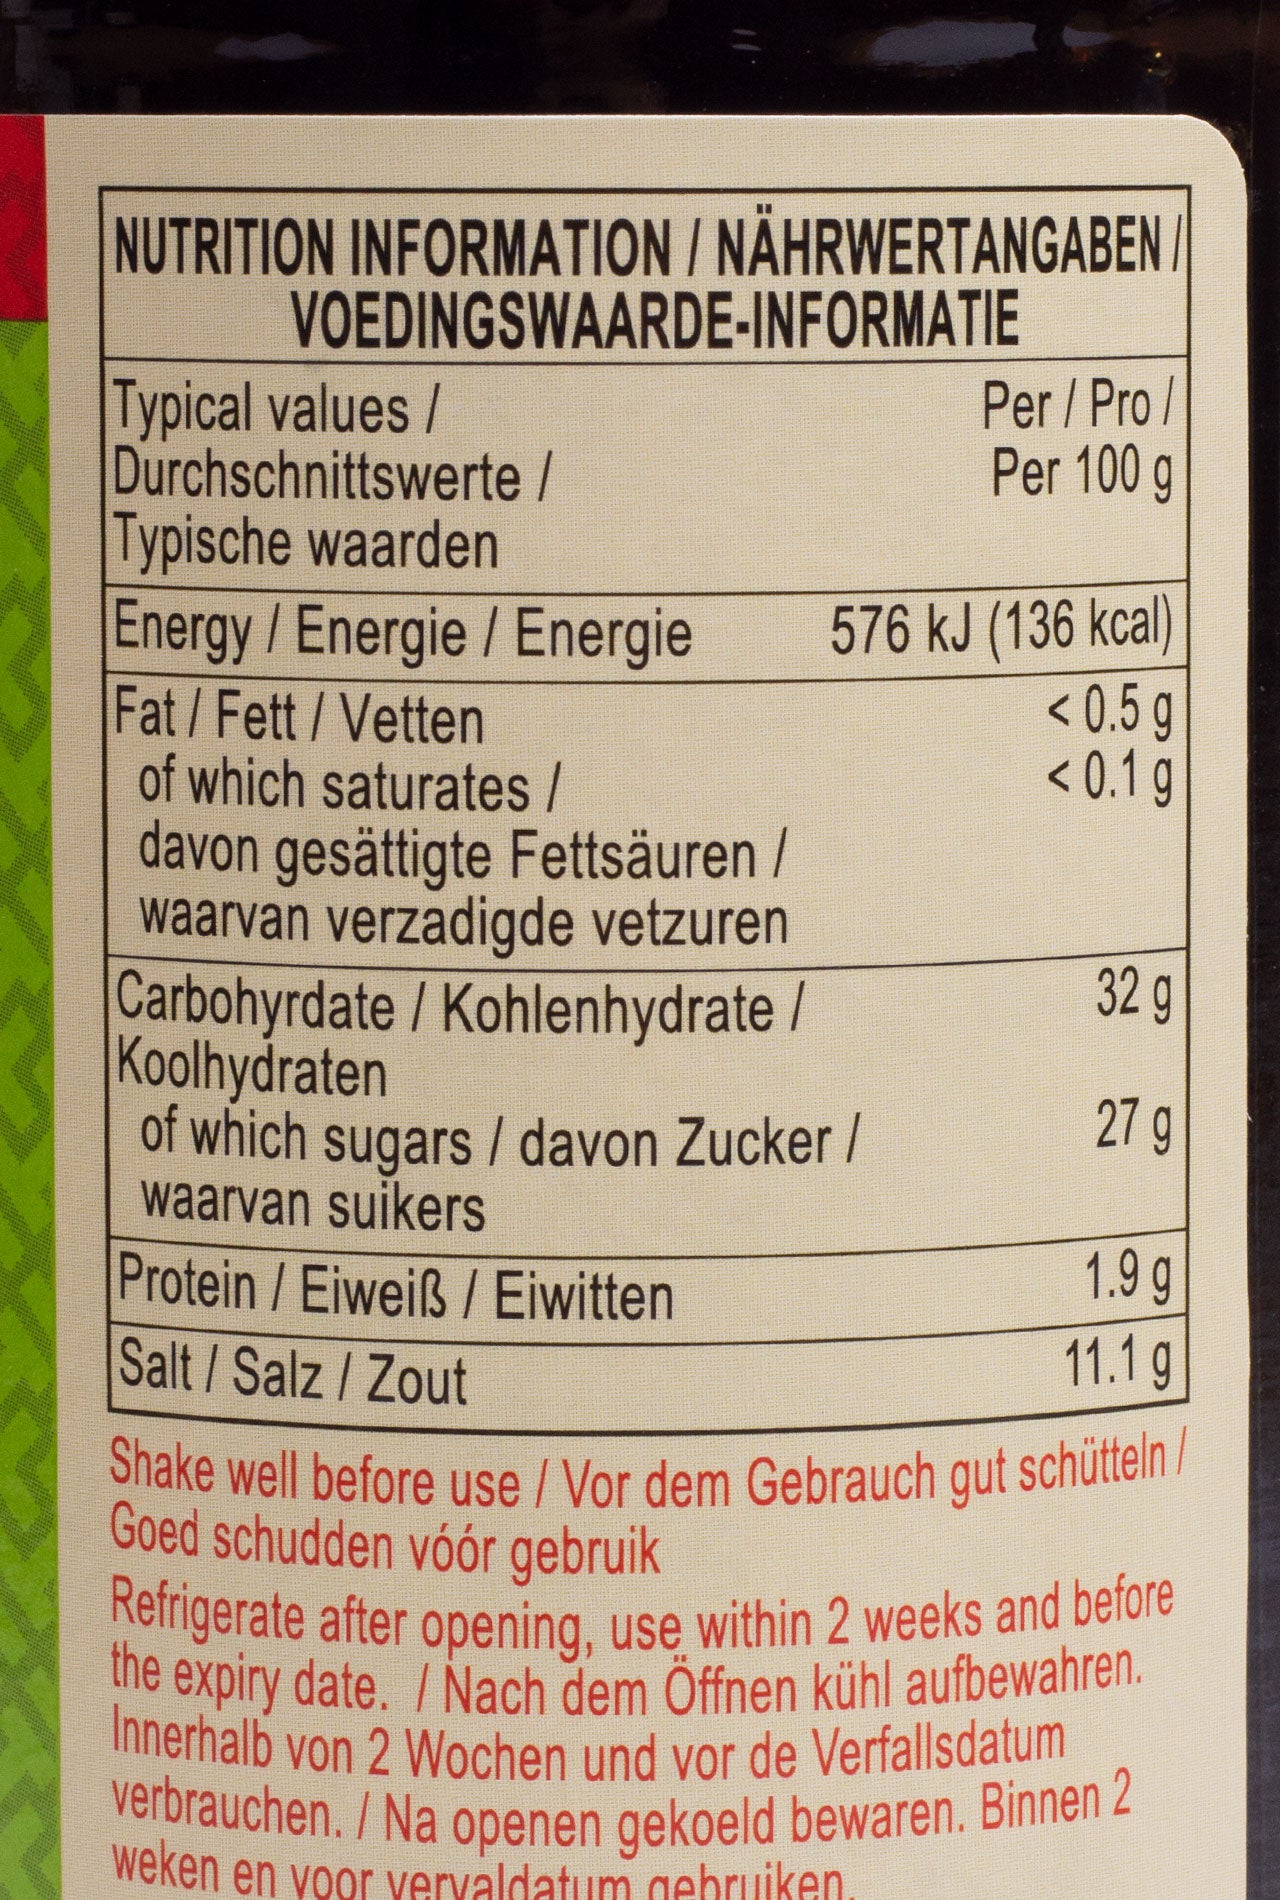 NUTRITION INFORMATION / NÄHRWERTANGABEN /
VOEDINGSWAARDE-INFORMATIE
Typical values / Per / Pro /
Durchschnittswerte / Per 100 g
Typische waarden
Energy / Energie / Energie 576 kJ (136 kcal)
Fat / Fett / Vetten < 0.5 g
of which saturates / < 0.1 g
davon gesättigte Fettsäuren /
waarvan verzadigde vetzuren
Carbohyrdate / Kohlenhydrate / 32 g
Koolhydraten
of which sugars / davon Zucker / 27 g
waarvan suikers
Protein / Eiweiß / Eiwitten 1.9 g
Salt / Salz / Zout 11.1 g
Shake well before use / Vor dem Gebrauch gut schütteln /
Goed schudden vóór gebruik
Refrigerate after opening, use within 2 weeks and before
the expiry date. / Nach dem Öffnen kühl aufbewahren.
Innerhalb von 2 Wochen und vor de Verfallsdatum
verbrauchen. / Na openen gekoeld bewaren. Binnen 2
weken en voor vervaldatum gebruiken.